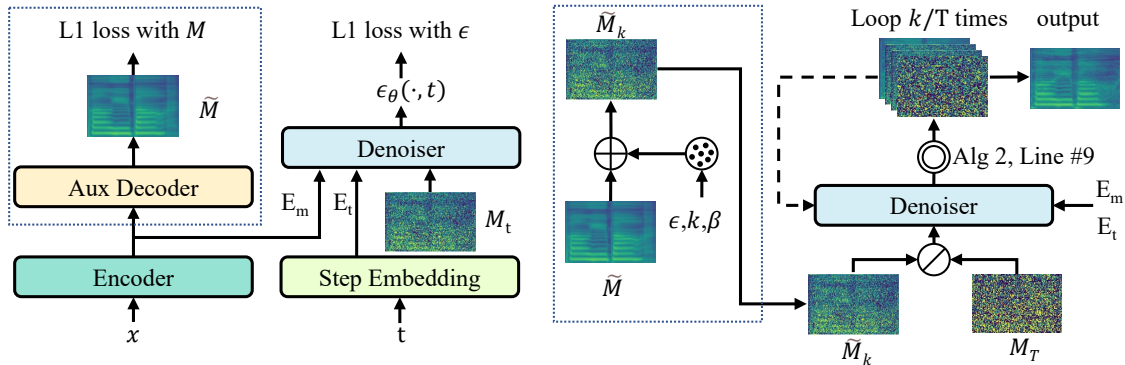 L1 loss with M
L1 loss with ϵ
M̃
ϵθ(·, t)
Aux Decoder
Denoiser
Em
Et
Mt
Encoder
Step Embedding
x
t
M̃k
ϵ,k,β
M̃
Loop k/T times
output
Alg 2, Line #9
Denoiser
Em
Et
M̃k
MT